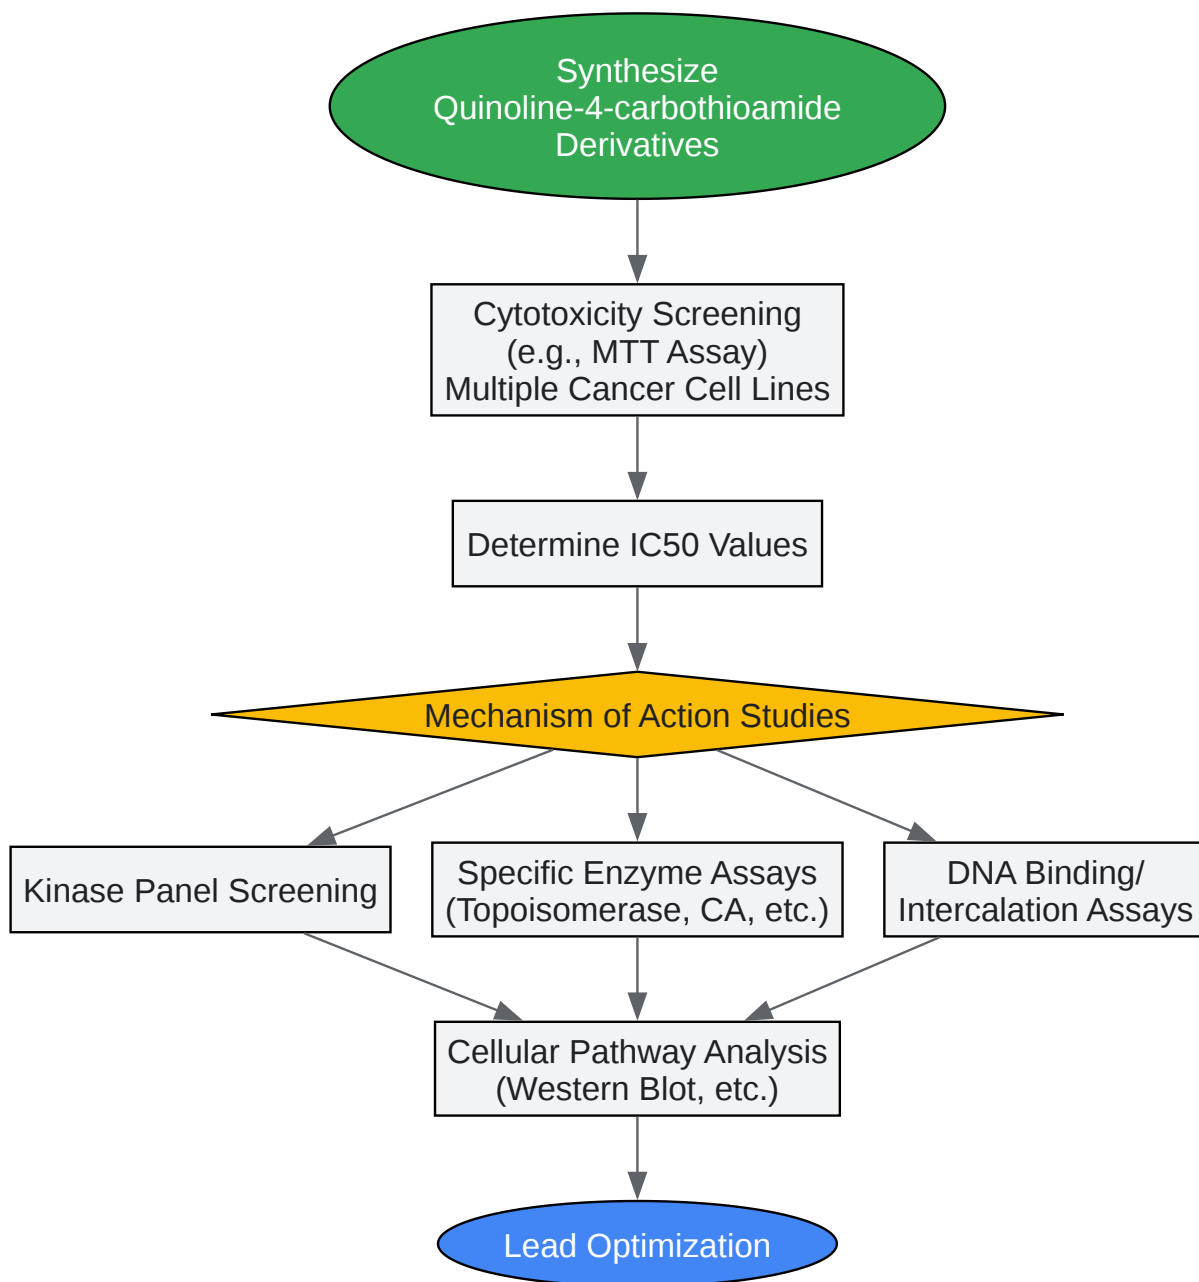 Synthesize
Quinoline-4-carbothioamide
Derivatives
Cytotoxicity Screening
(e.g., MTT Assay)
Multiple Cancer Cell Lines
Determine IC50 Values
Mechanism of Action Studies
Kinase Panel Screening
Specific Enzyme Assays
(Topoisomerase, CA, etc.)
DNA Binding/
Intercalation Assays
Cellular Pathway Analysis
(Western Blot, etc.)
Lead Optimization